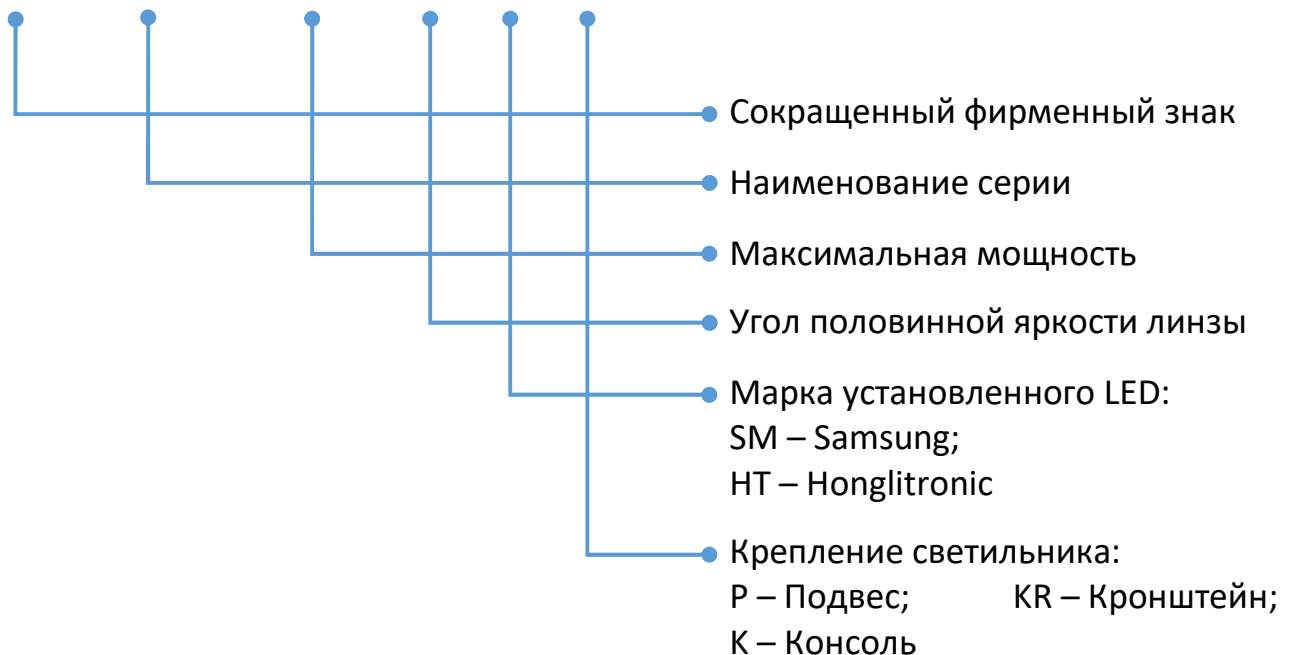 Сокращенный фирменный знак
Наименование серии
Максимальная мощность
Угол половинной яркости линзы
Марка установленного LED:
SM – Samsung;
HT – Honglitronic
Крепление светильника:
P – Подвес; KR – Кронштейн;
K – Консоль